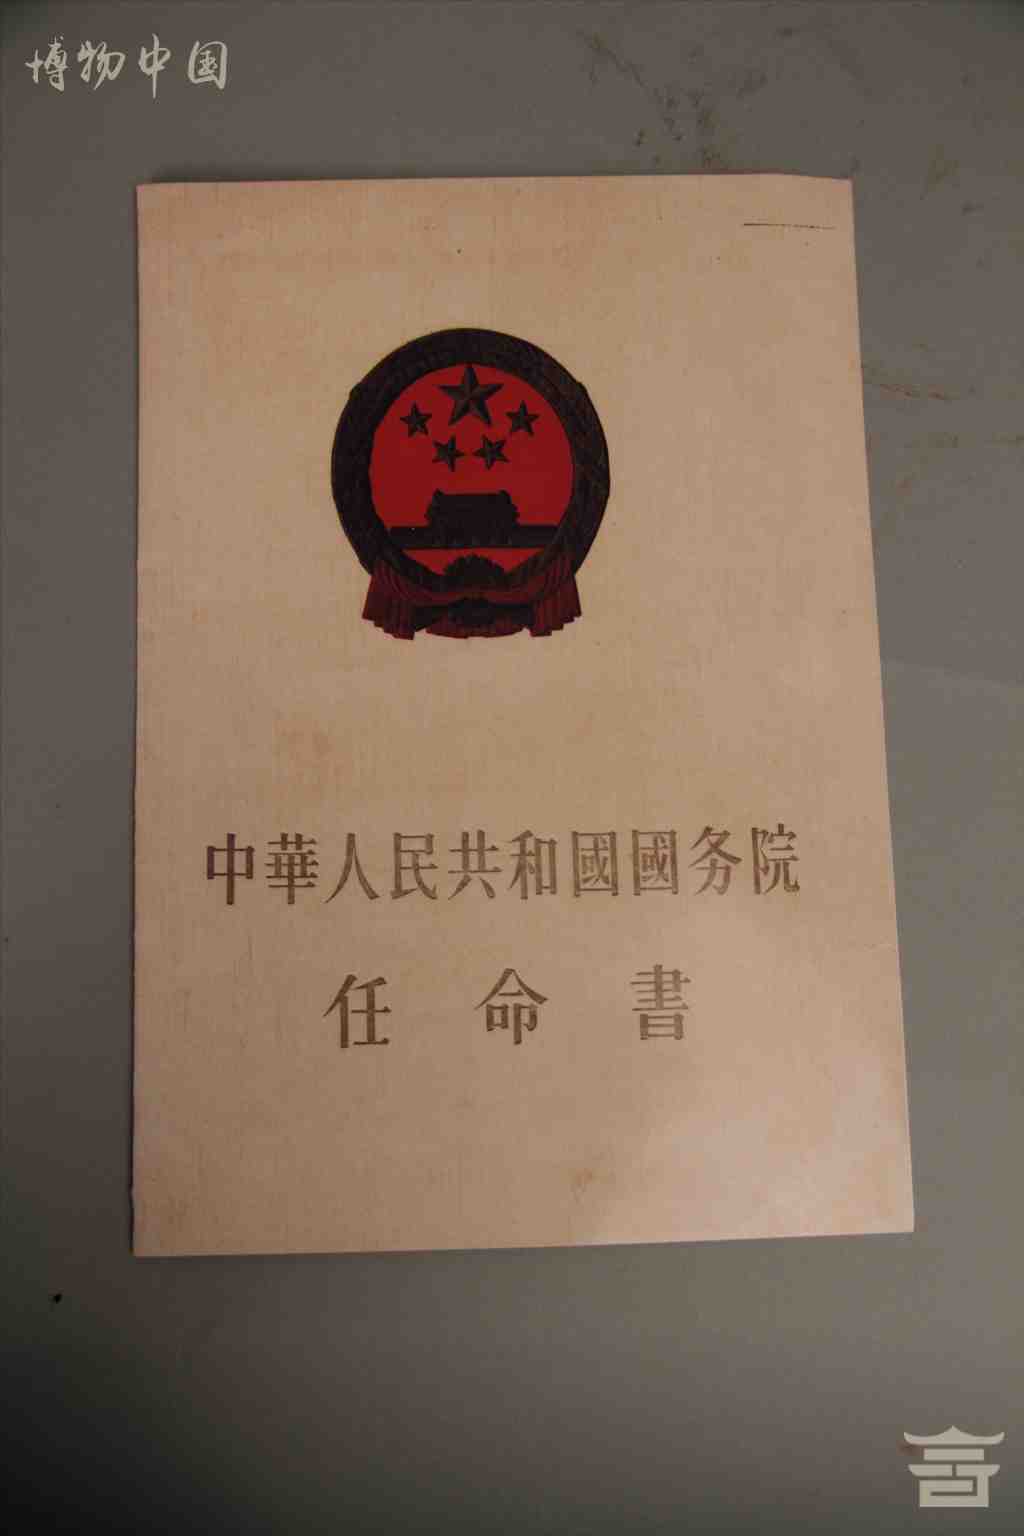 博物中国
中華人民共和國國务院
任命書